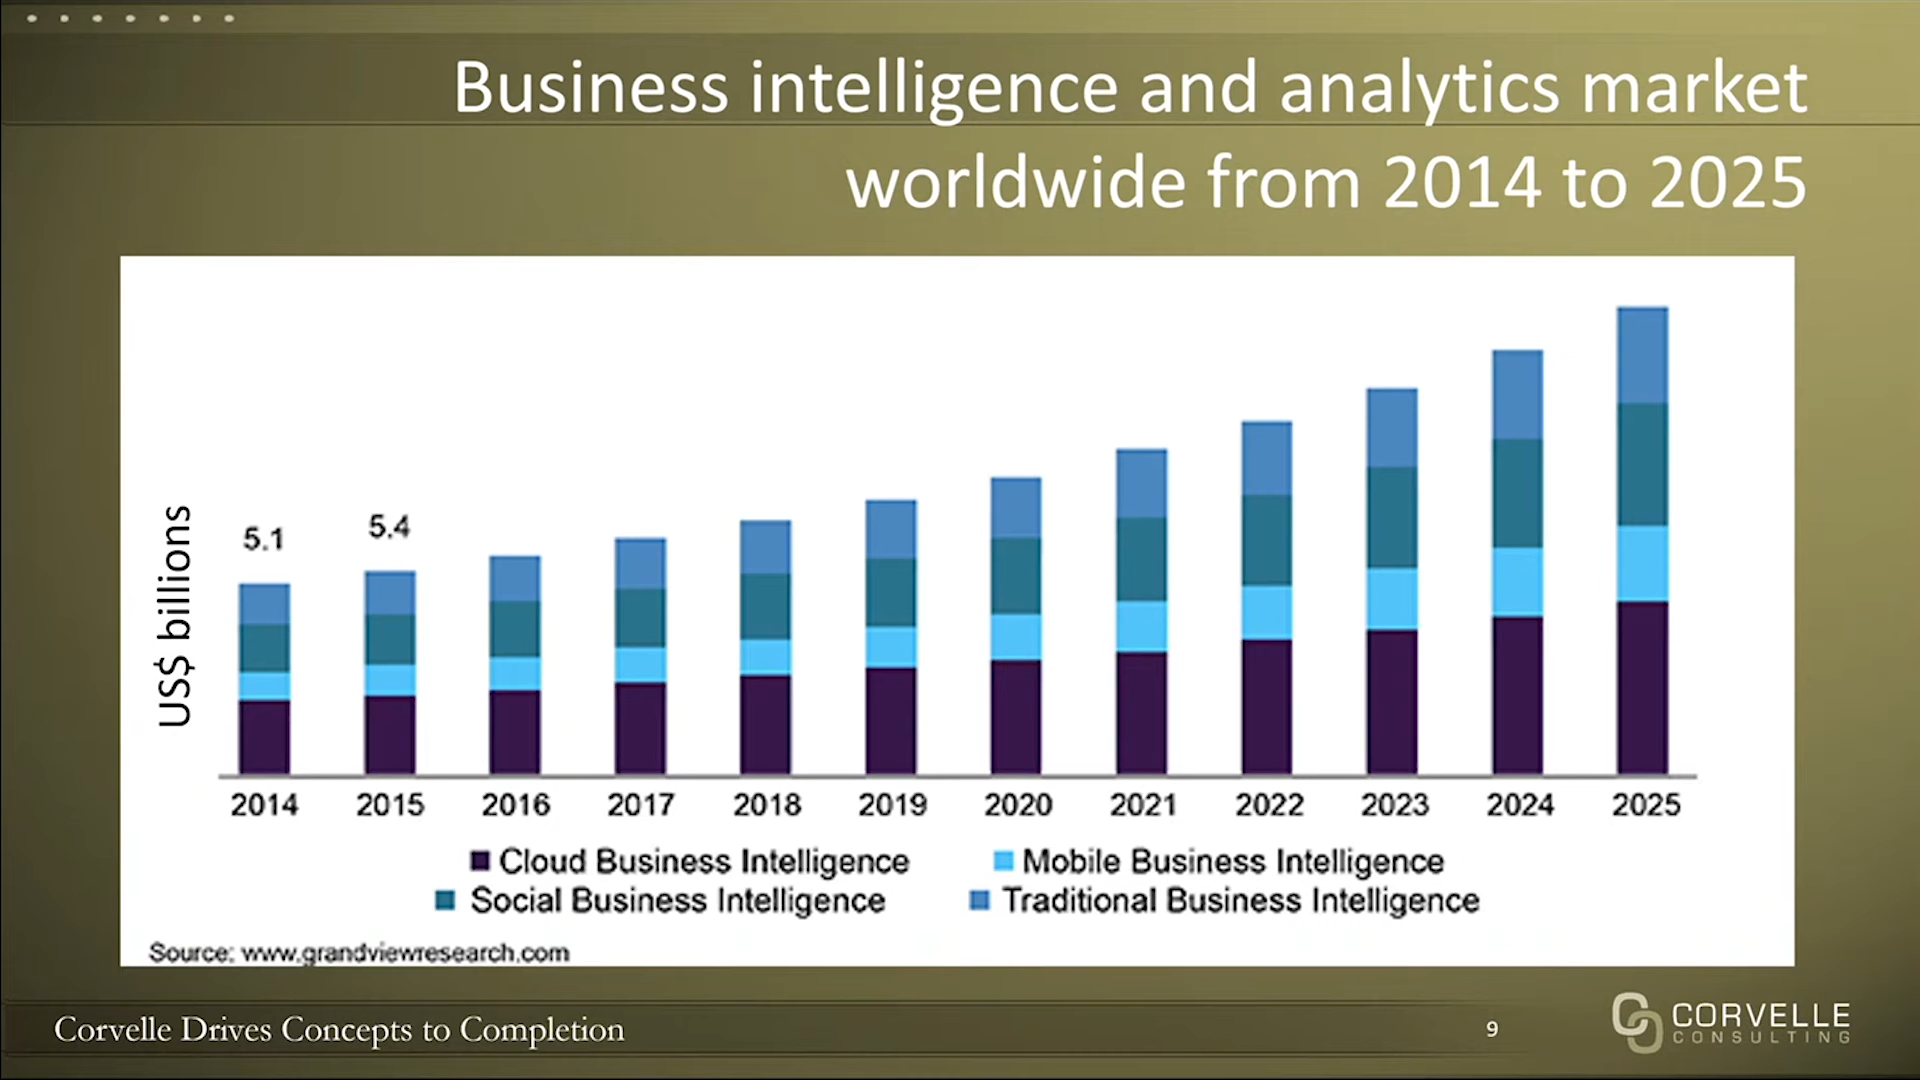 Business intelligence and analytics market
worldwide from 2014 to 2025
5.1
5.4
US$ billions
2014 2015 2016 2017 2018 2019 2020 2021 2022 2023 2024 2025
Cloud Business Intelligence Mobile Business Intelligence
Social Business Intelligence Traditional Business Intelligence
Source: www.grandviewresearch.com
Corvelle Drives Concepts to Completion
9
CORVELLE
CONSULTING